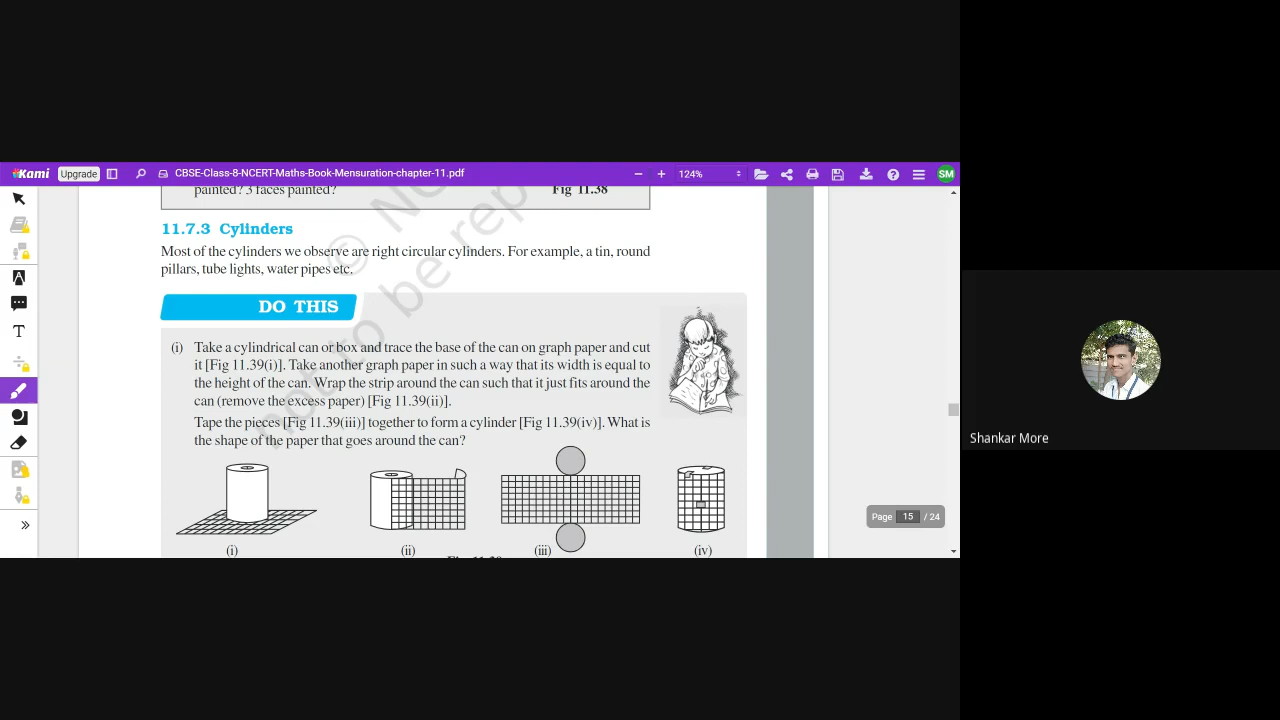 Kami Upgrade CBSE-Class-8-NCERT-Maths-Book-Mensuration-chapter-11.pdf 124% SM
painted? 3 faces painted? Fig 11.38
11.7.3 Cylinders
Most of the cylinders we observe are right circular cylinders. For example, a tin, round
pillars, tube lights, water pipes etc.
DO THIS
(i) Take a cylindrical can or box and trace the base of the can on graph paper and cut
it [Fig 11.39(i)]. Take another graph paper in such a way that its width is equal to
the height of the can. Wrap the strip around the can such that it just fits around the
can (remove the excess paper) [Fig 11.39(ii)].
Tape the pieces [Fig 11.39(iii)] together to form a cylinder [Fig 11.39(iv)]. What is
the shape of the paper that goes around the can?
(i) (ii) (iii) (iv)
Page 15 / 24
© NC
not to be rep
Shankar More